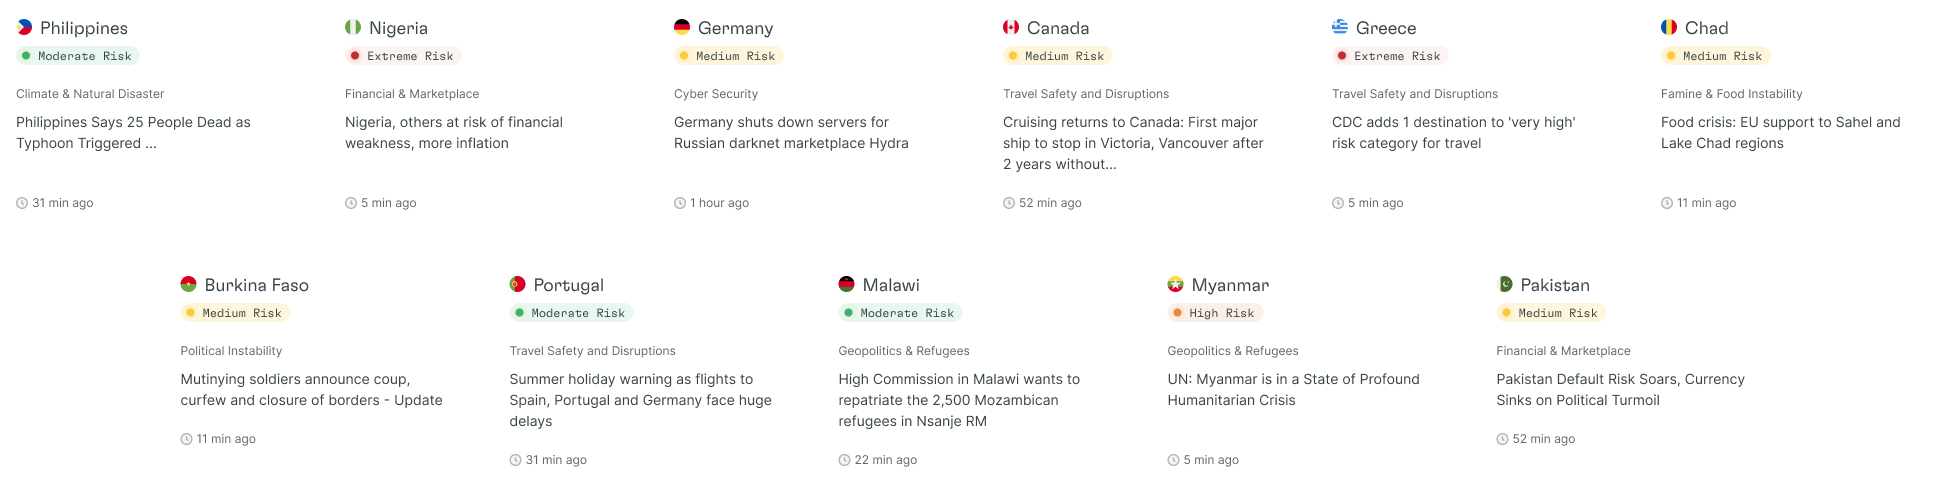 Philippines
Moderate Risk
Climate & Natural Disaster
Philippines Says 25 People Dead as
Typhoon Triggered ...
31 min ago
Nigeria
Extreme Risk
Financial & Marketplace
Nigeria, others at risk of financial
weakness, more inflation
5 min ago
Germany
Medium Risk
Cyber Security
Germany shuts down servers for
Russian darknet marketplace Hydra
1 hour ago
Canada
Medium Risk
Travel Safety and Disruptions
Cruising returns to Canada: First major
ship to stop in Victoria, Vancouver after
2 years without...
52 min ago
Greece
Extreme Risk
Travel Safety and Disruptions
CDC adds 1 destination to 'very high'
risk category for travel
5 min ago
Chad
Medium Risk
Famine & Food Instability
Food crisis: EU support to Sahel and
Lake Chad regions
11 min ago
Burkina Faso
Medium Risk
Political Instability
Mutinying soldiers announce coup,
curfew and closure of borders - Update
11 min ago
Portugal
Moderate Risk
Travel Safety and Disruptions
Summer holiday warning as flights to
Spain, Portugal and Germany face huge
delays
31 min ago
Malawi
Moderate Risk
Geopolitics & Refugees
High Commission in Malawi wants to
repatriate the 2,500 Mozambican
refugees in Nsanje RM
22 min ago
Myanmar
High Risk
Geopolitics & Refugees
UN: Myanmar is in a State of Profound
Humanitarian Crisis
5 min ago
Pakistan
Medium Risk
Financial & Marketplace
Pakistan Default Risk Soars, Currency
Sinks on Political Turmoil
52 min ago